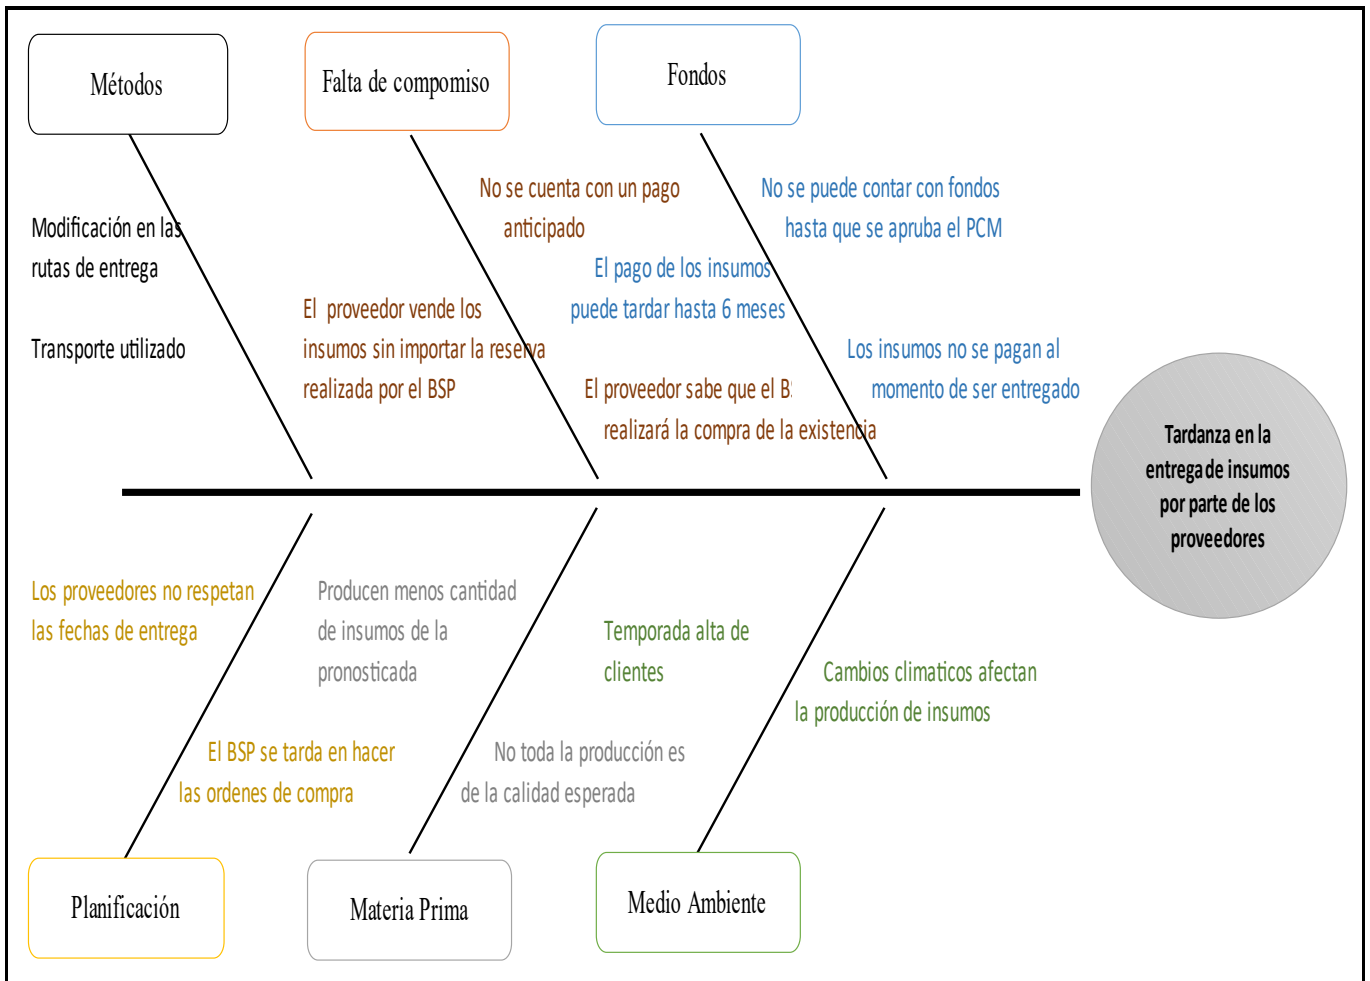 Métodos
Falta de compomiso
Fondos
Modificación en las
rutas de entrega
Transporte utilizado
No se cuenta con un pago
anticipado
El proveedor vende los
insumos sin importar la reserva
realizada por el BSP
El proveedor sabe que el B
realizará la compra de la existencia
No se puede contar con fondos
hasta que se apruba el PCM
El pago de los insumos
puede tardar hasta 6 meses
Los insumos no se pagan al
momento de ser entregado
Tardanza en la
entrega de insumos
por parte de los
proveedores
Los proveedores no respetan
las fechas de entrega
El BSP se tarda en hacer
las ordenes de compra
Producen menos cantidad
de insumos de la
pronosticada
No toda la producción es
de la calidad esperada
Temporada alta de
clientes
Cambios climaticos afectan
la producción de insumos
Planificación
Materia Prima
Medio Ambiente